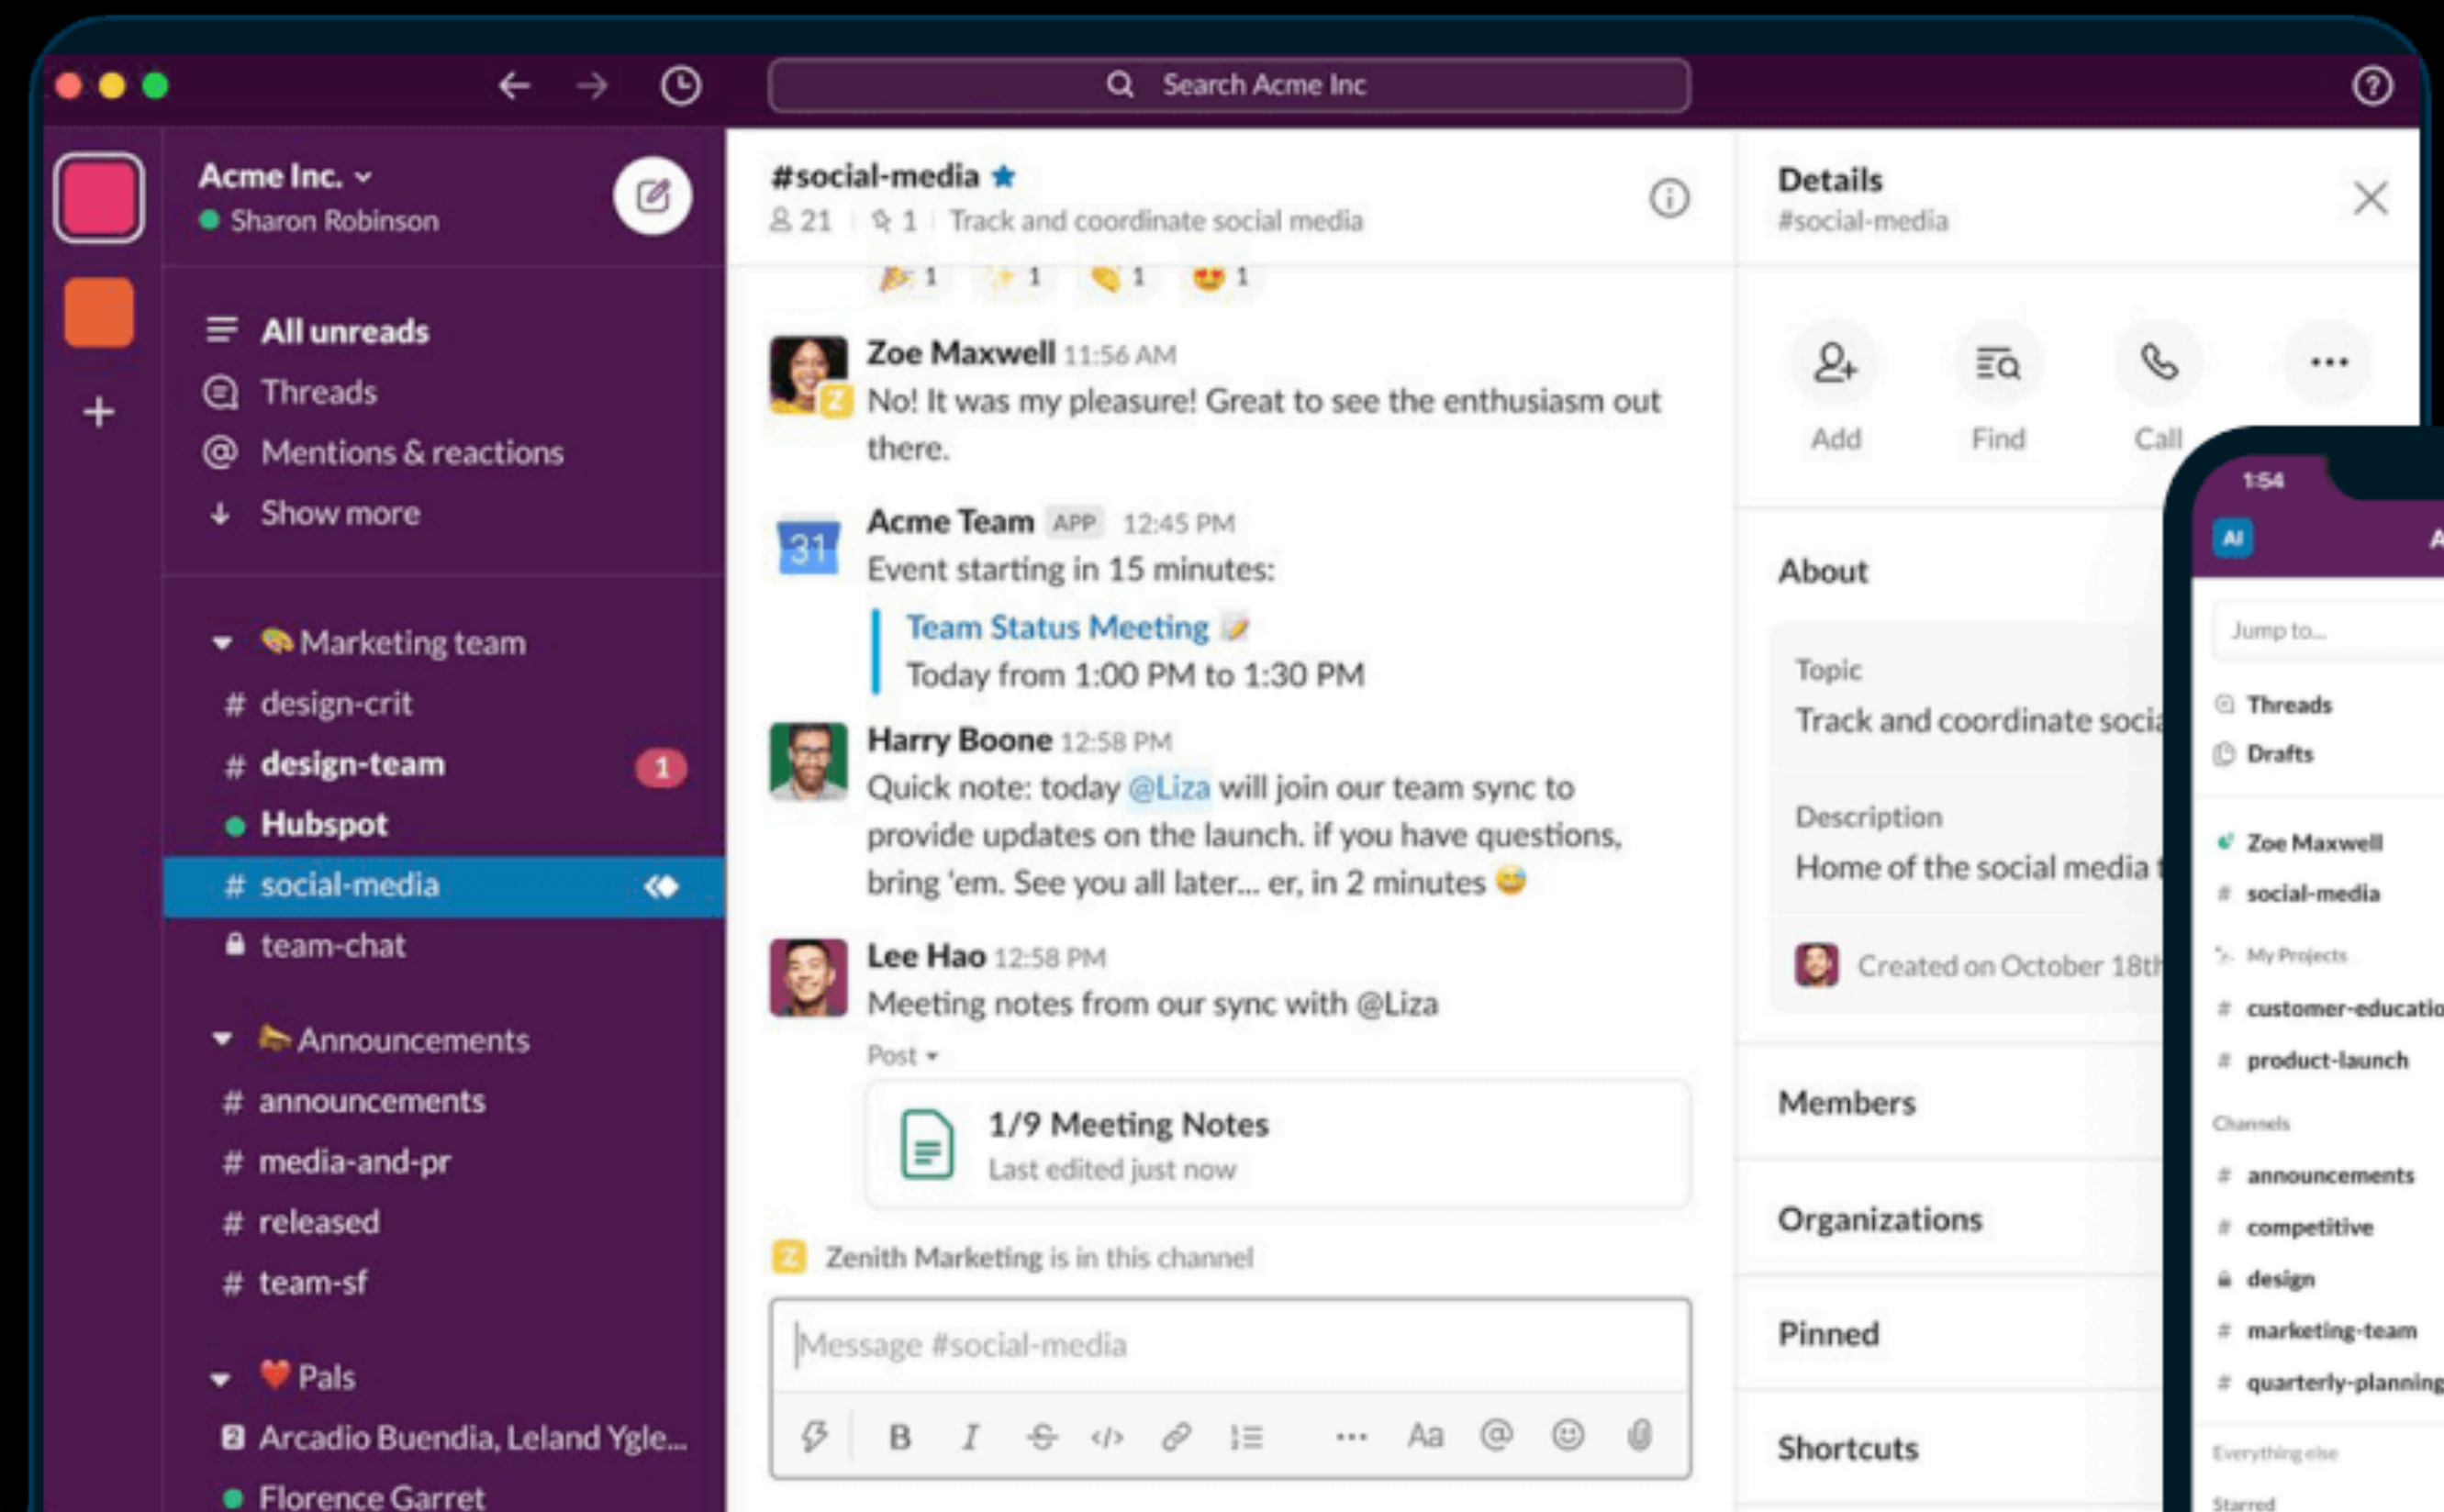 Search Acme Inc
Acme Inc.
Sharon Robinson
All unreads
Threads
Mentions & reactions
Show more
Marketing team
# design-crit
# design-team 1
Hubspot
# social-media
team-chat
Announcements
# announcements
# media-and-pr
# released
# team-sf
Pals
2 Arcadio Buendia, Leland Ygle...
Florence Garret
#social-media
21 | 1 | Track and coordinate social media
1 1 1 1
Zoe Maxwell 11:56 AM
Z
No! It was my pleasure! Great to see the enthusiasm out
there.
31
Acme Team APP 12:45 PM
Event starting in 15 minutes:
Team Status Meeting
Today from 1:00 PM to 1:30 PM
Harry Boone 12:58 PM
Quick note: today @Liza will join our team sync to
provide updates on the launch. if you have questions,
bring ‘em. See you all later... er, in 2 minutes
Lee Hao 12:58 PM
Meeting notes from our sync with @Liza
Post
1/9 Meeting Notes
Last edited just now
Z Zenith Marketing is in this channel
Message #social-media
B I S </> Aa @
Details
#social-media
Add Find Call
About
Topic
Track and coordinate socia
Description
Home of the social media t
Created on October 18th
Members
Organizations
Pinned
Shortcuts
1:54
AI A
Jump to...
Threads
Drafts
Zoe Maxwell
# social-media
My Projects
# customer-educatio
# product-launch
Channels
# announcements
# competitive
design
# marketing-team
# quarterly-planning
Everything else
Starred